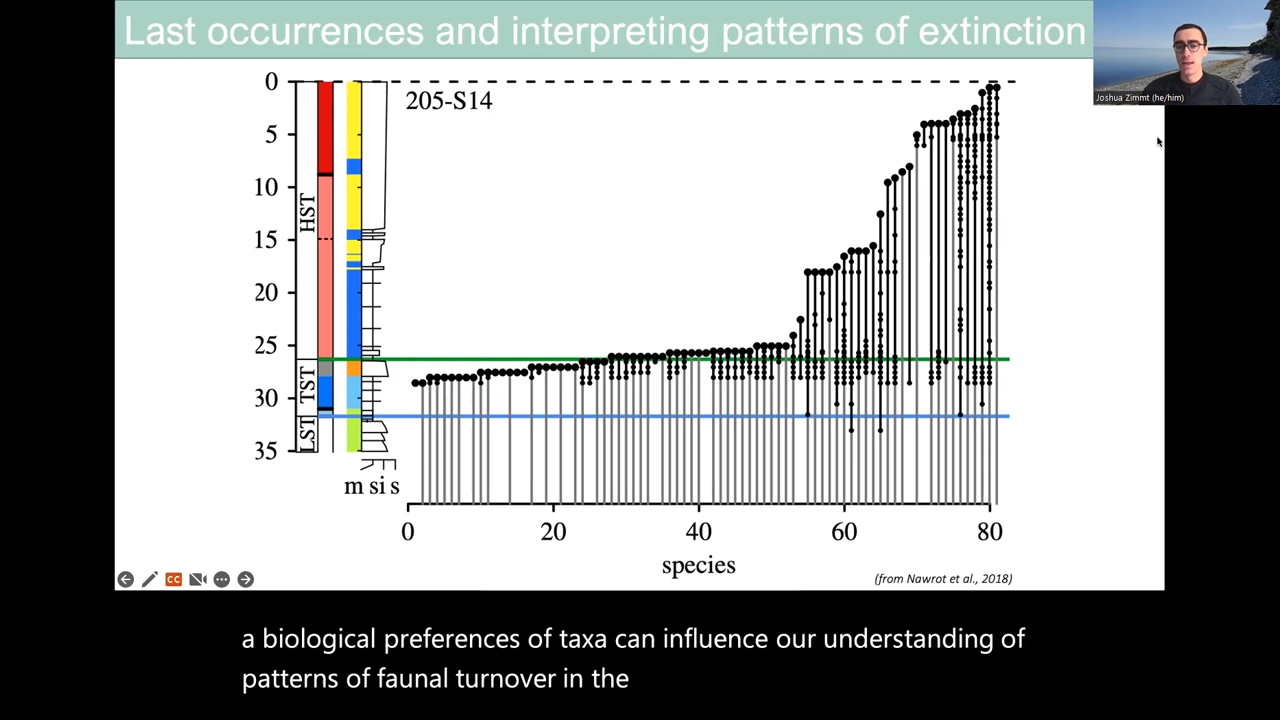 Last occurrences and interpreting patterns of extinction
Joshua Zimmt (he/him)
0
5
10
15
20
25
30
35
205-S14
HST
TST
LST
m si s
0
20
40
60
80
species
(from Nawrot et al., 2018)
CC
a biological preferences of taxa can influence our understanding of
patterns of faunal turnover in the